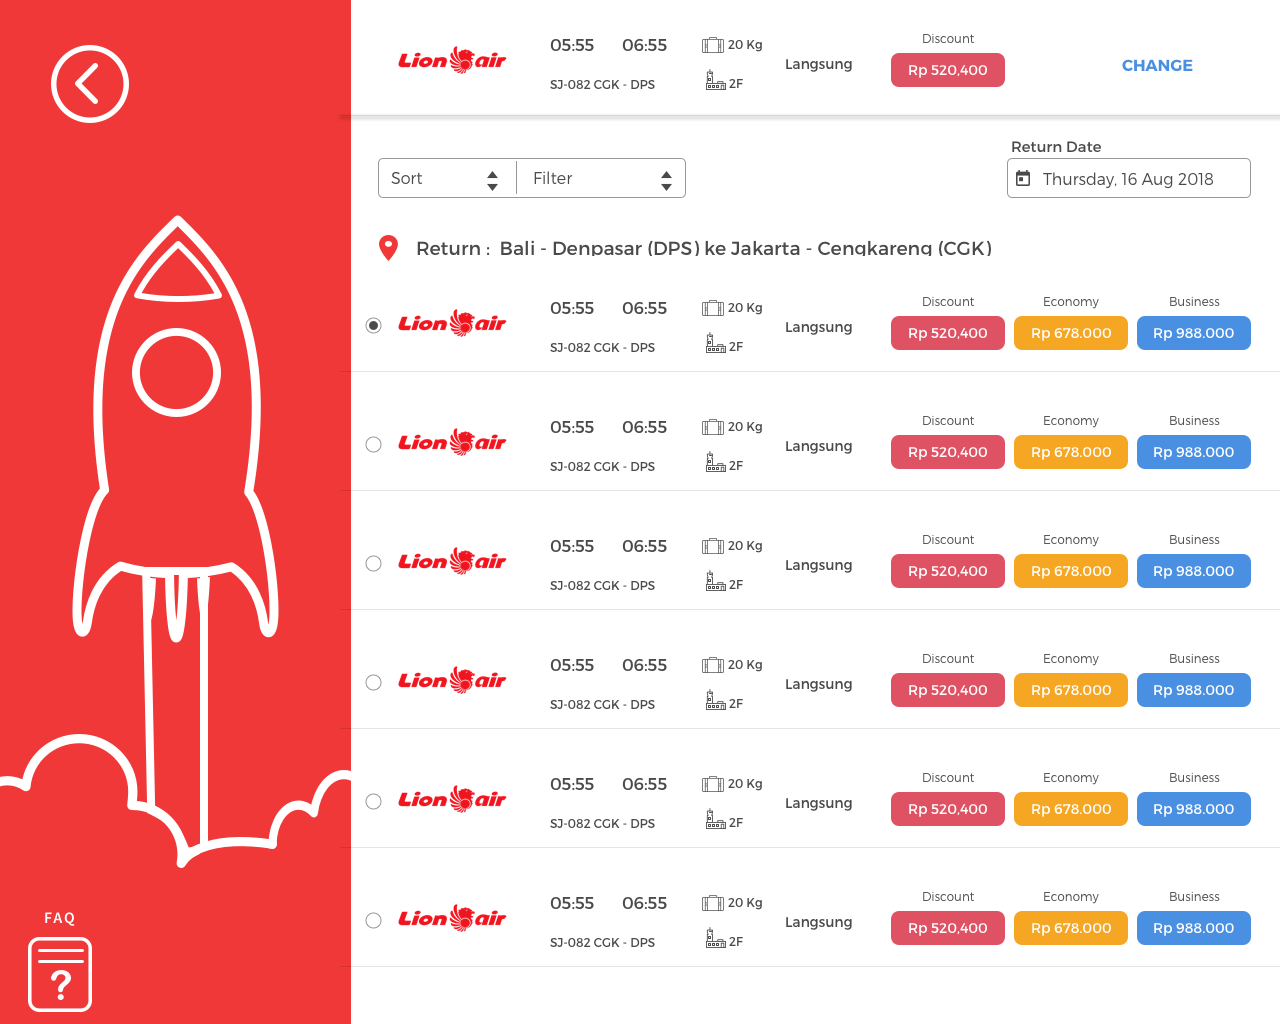 Lion air
05:55 06:55
SJ-082 CGK - DPS
20 Kg
2F
Langsung
Discount
Rp 520,400
CHANGE
Sort
Filter
Return Date
Thursday, 16 Aug 2018
Return : Bali - Denpasar (DPS) ke Jakarta - Cengkareng (CGK)
Lion air
05:55 06:55
SJ-082 CGK - DPS
20 Kg
2F
Langsung
Discount Economy Business
Rp 520,400 Rp 678.000 Rp 988.000
Lion air
05:55 06:55
SJ-082 CGK - DPS
20 Kg
2F
Langsung
Discount Economy Business
Rp 520,400 Rp 678.000 Rp 988.000
Lion air
05:55 06:55
SJ-082 CGK - DPS
20 Kg
2F
Langsung
Discount Economy Business
Rp 520,400 Rp 678.000 Rp 988.000
Lion air
05:55 06:55
SJ-082 CGK - DPS
20 Kg
2F
Langsung
Discount Economy Business
Rp 520,400 Rp 678.000 Rp 988.000
Lion air
05:55 06:55
SJ-082 CGK - DPS
20 Kg
2F
Langsung
Discount Economy Business
Rp 520,400 Rp 678.000 Rp 988.000
Lion air
05:55 06:55
SJ-082 CGK - DPS
20 Kg
2F
Langsung
Discount Economy Business
Rp 520,400 Rp 678.000 Rp 988.000
FAQ
?